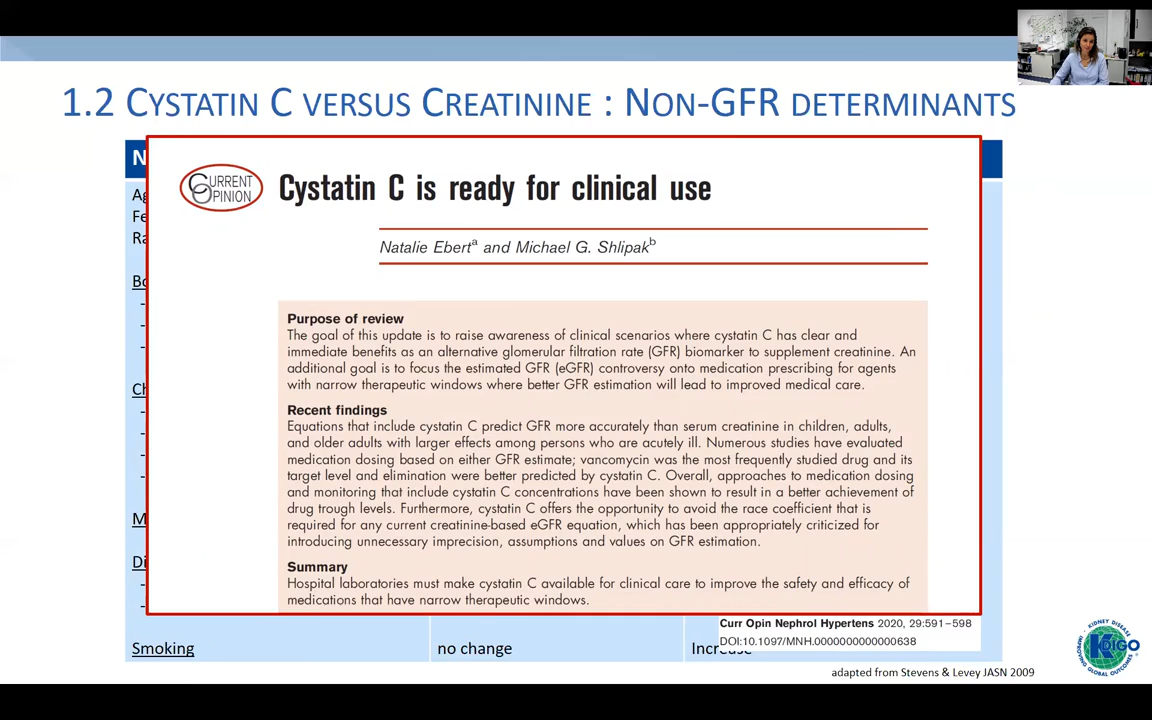 1.2 CYSTATIN C VERSUS CREATININE : NON-GFR DETERMINANTS
CURRENT
OPINION
Cystatin C is ready for clinical use
Natalie Ebertᵃ and Michael G. Shlipakᵇ
Purpose of review
The goal of this update is to raise awareness of clinical scenarios where cystatin C has clear and
immediate benefits as an alternative glomerular filtration rate (GFR) biomarker to supplement creatinine. An
additional goal is to focus the estimated GFR (eGFR) controversy onto medication prescribing for agents
with narrow therapeutic windows where better GFR estimation will lead to improved medical care.
Recent findings
Equations that include cystatin C predict GFR more accurately than serum creatinine in children, adults,
and older adults with larger effects among persons who are acutely ill. Numerous studies have evaluated
medication dosing based on either GFR estimate; vancomycin was the most frequently studied drug and its
target level and elimination were better predicted by cystatin C. Overall, approaches to medication dosing
and monitoring that include cystatin C concentrations have been shown to result in a better achievement of
drug trough levels. Furthermore, cystatin C offers the opportunity to avoid the race coefficient that is
required for any current creatinine-based eGFR equation, which has been appropriately criticized for
introducing unnecessary imprecision, assumptions and values on GFR estimation.
Summary
Hospital laboratories must make cystatin C available for clinical care to improve the safety and efficacy of
medications that have narrow therapeutic windows.
Curr Opin Nephrol Hypertens 2020, 29:591–598
DOI:10.1097/MNH.0000000000000638
Smoking no change Increase
adapted from Stevens & Levey JASN 2009
KIDNEY DISEASE
KDIGO
IMPROVING GLOBAL OUTCOMES